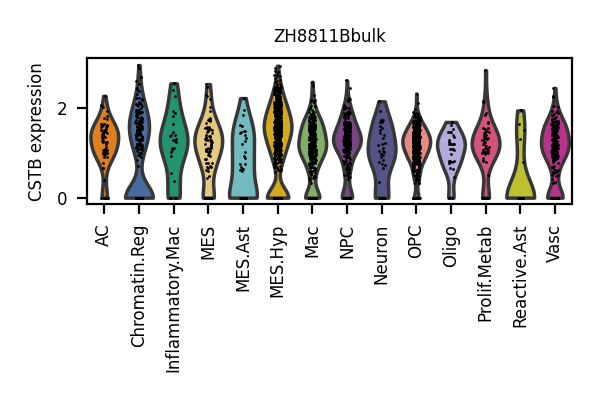 ZH8811Bbulk
CSTB expression
2
0
AC
Chromatin.Reg
Inflammatory.Mac
MES
MES.Ast
MES.Hyp
Mac
NPC
Neuron
OPC
Oligo
Prolif.Metab
Reactive.Ast
Vasc